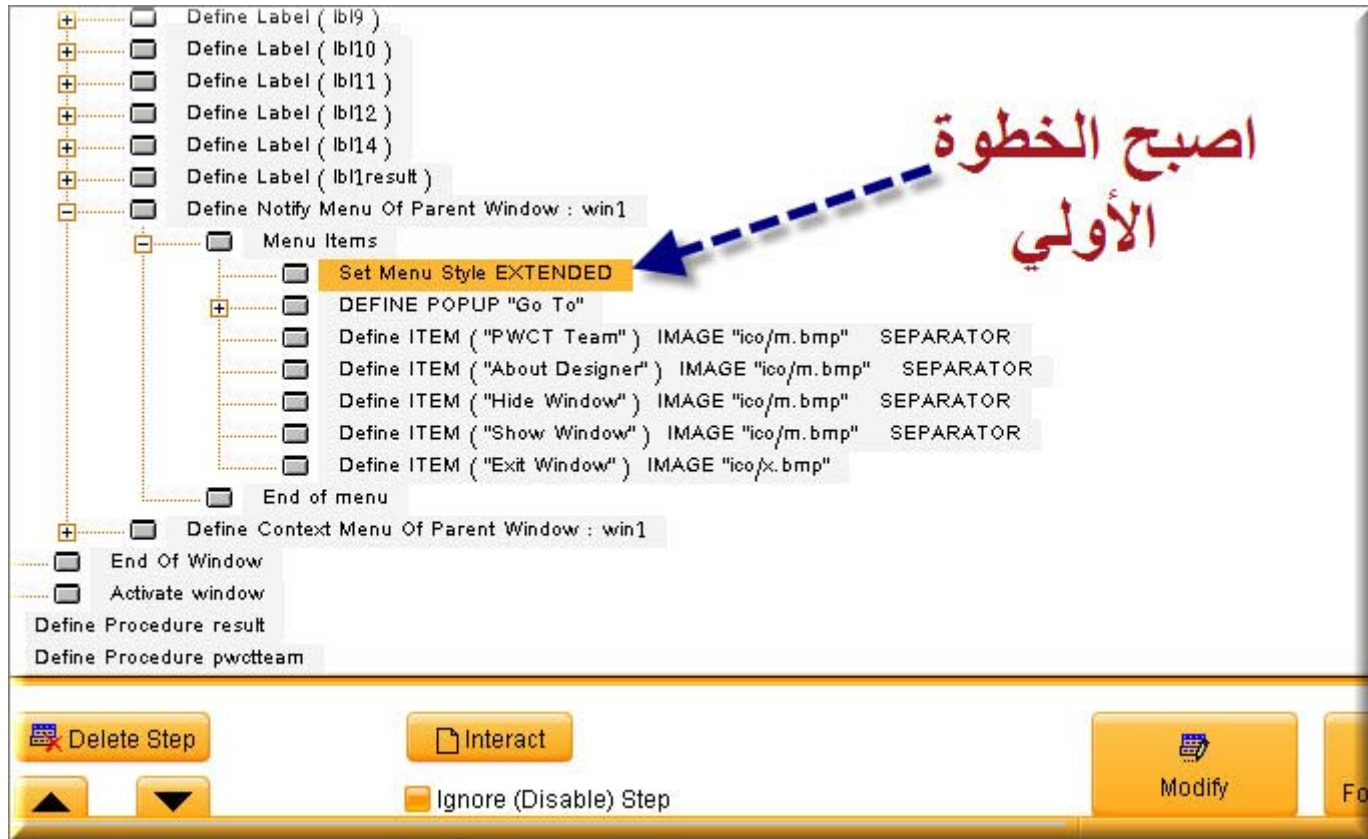 Define Label ( lbl9 )
Define Label ( lbl10 )
Define Label ( lbl11 )
Define Label ( lbl12 )
Define Label ( lbl14 )
Define Label ( lbl1result )
Define Notify Menu Of Parent Window : win1
Menu Items
Set Menu Style EXTENDED
DEFINE POPUP "Go To"
Define ITEM ( "PWCT Team" ) IMAGE "ico/m.bmp" SEPARATOR
Define ITEM ( "About Designer" ) IMAGE "ico/m.bmp" SEPARATOR
Define ITEM ( "Hide Window" ) IMAGE "ico/m.bmp" SEPARATOR
Define ITEM ( "Show Window" ) IMAGE "ico/m.bmp" SEPARATOR
Define ITEM ( "Exit Window" ) IMAGE "ico/x.bmp"
End of menu
Define Context Menu Of Parent Window : win1
End Of Window
Activate window
Define Procedure result
Define Procedure pwctteam
اصبح الخطوة
الأولي
Delete Step
Interact
Ignore (Disable) Step
Modify
Fo